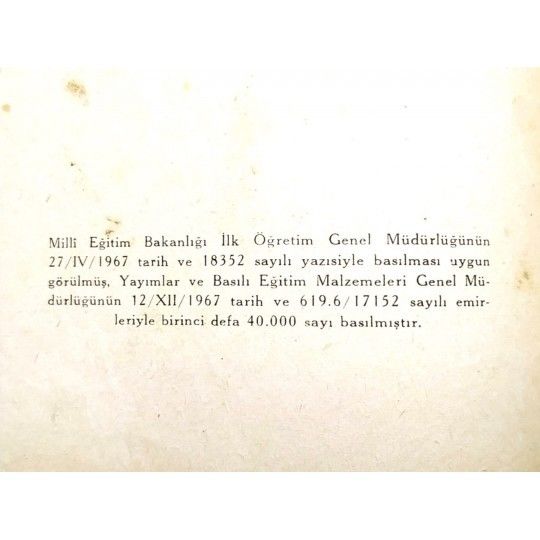 Millî Eğitim Bakanlığı İlk Öğretim Genel Müdürlüğünün
27/IV/1967 tarih ve 18352 sayılı yazısiyle basılması uygun
görülmüş, Yayımlar ve Basılı Eğitim Malzemeleri Genel Mü-
dürlüğünün 12/XII/1967 tarih ve 619.6/17152 sayılı emir-
leriyle birinci defa 40.000 sayı basılmıştır.